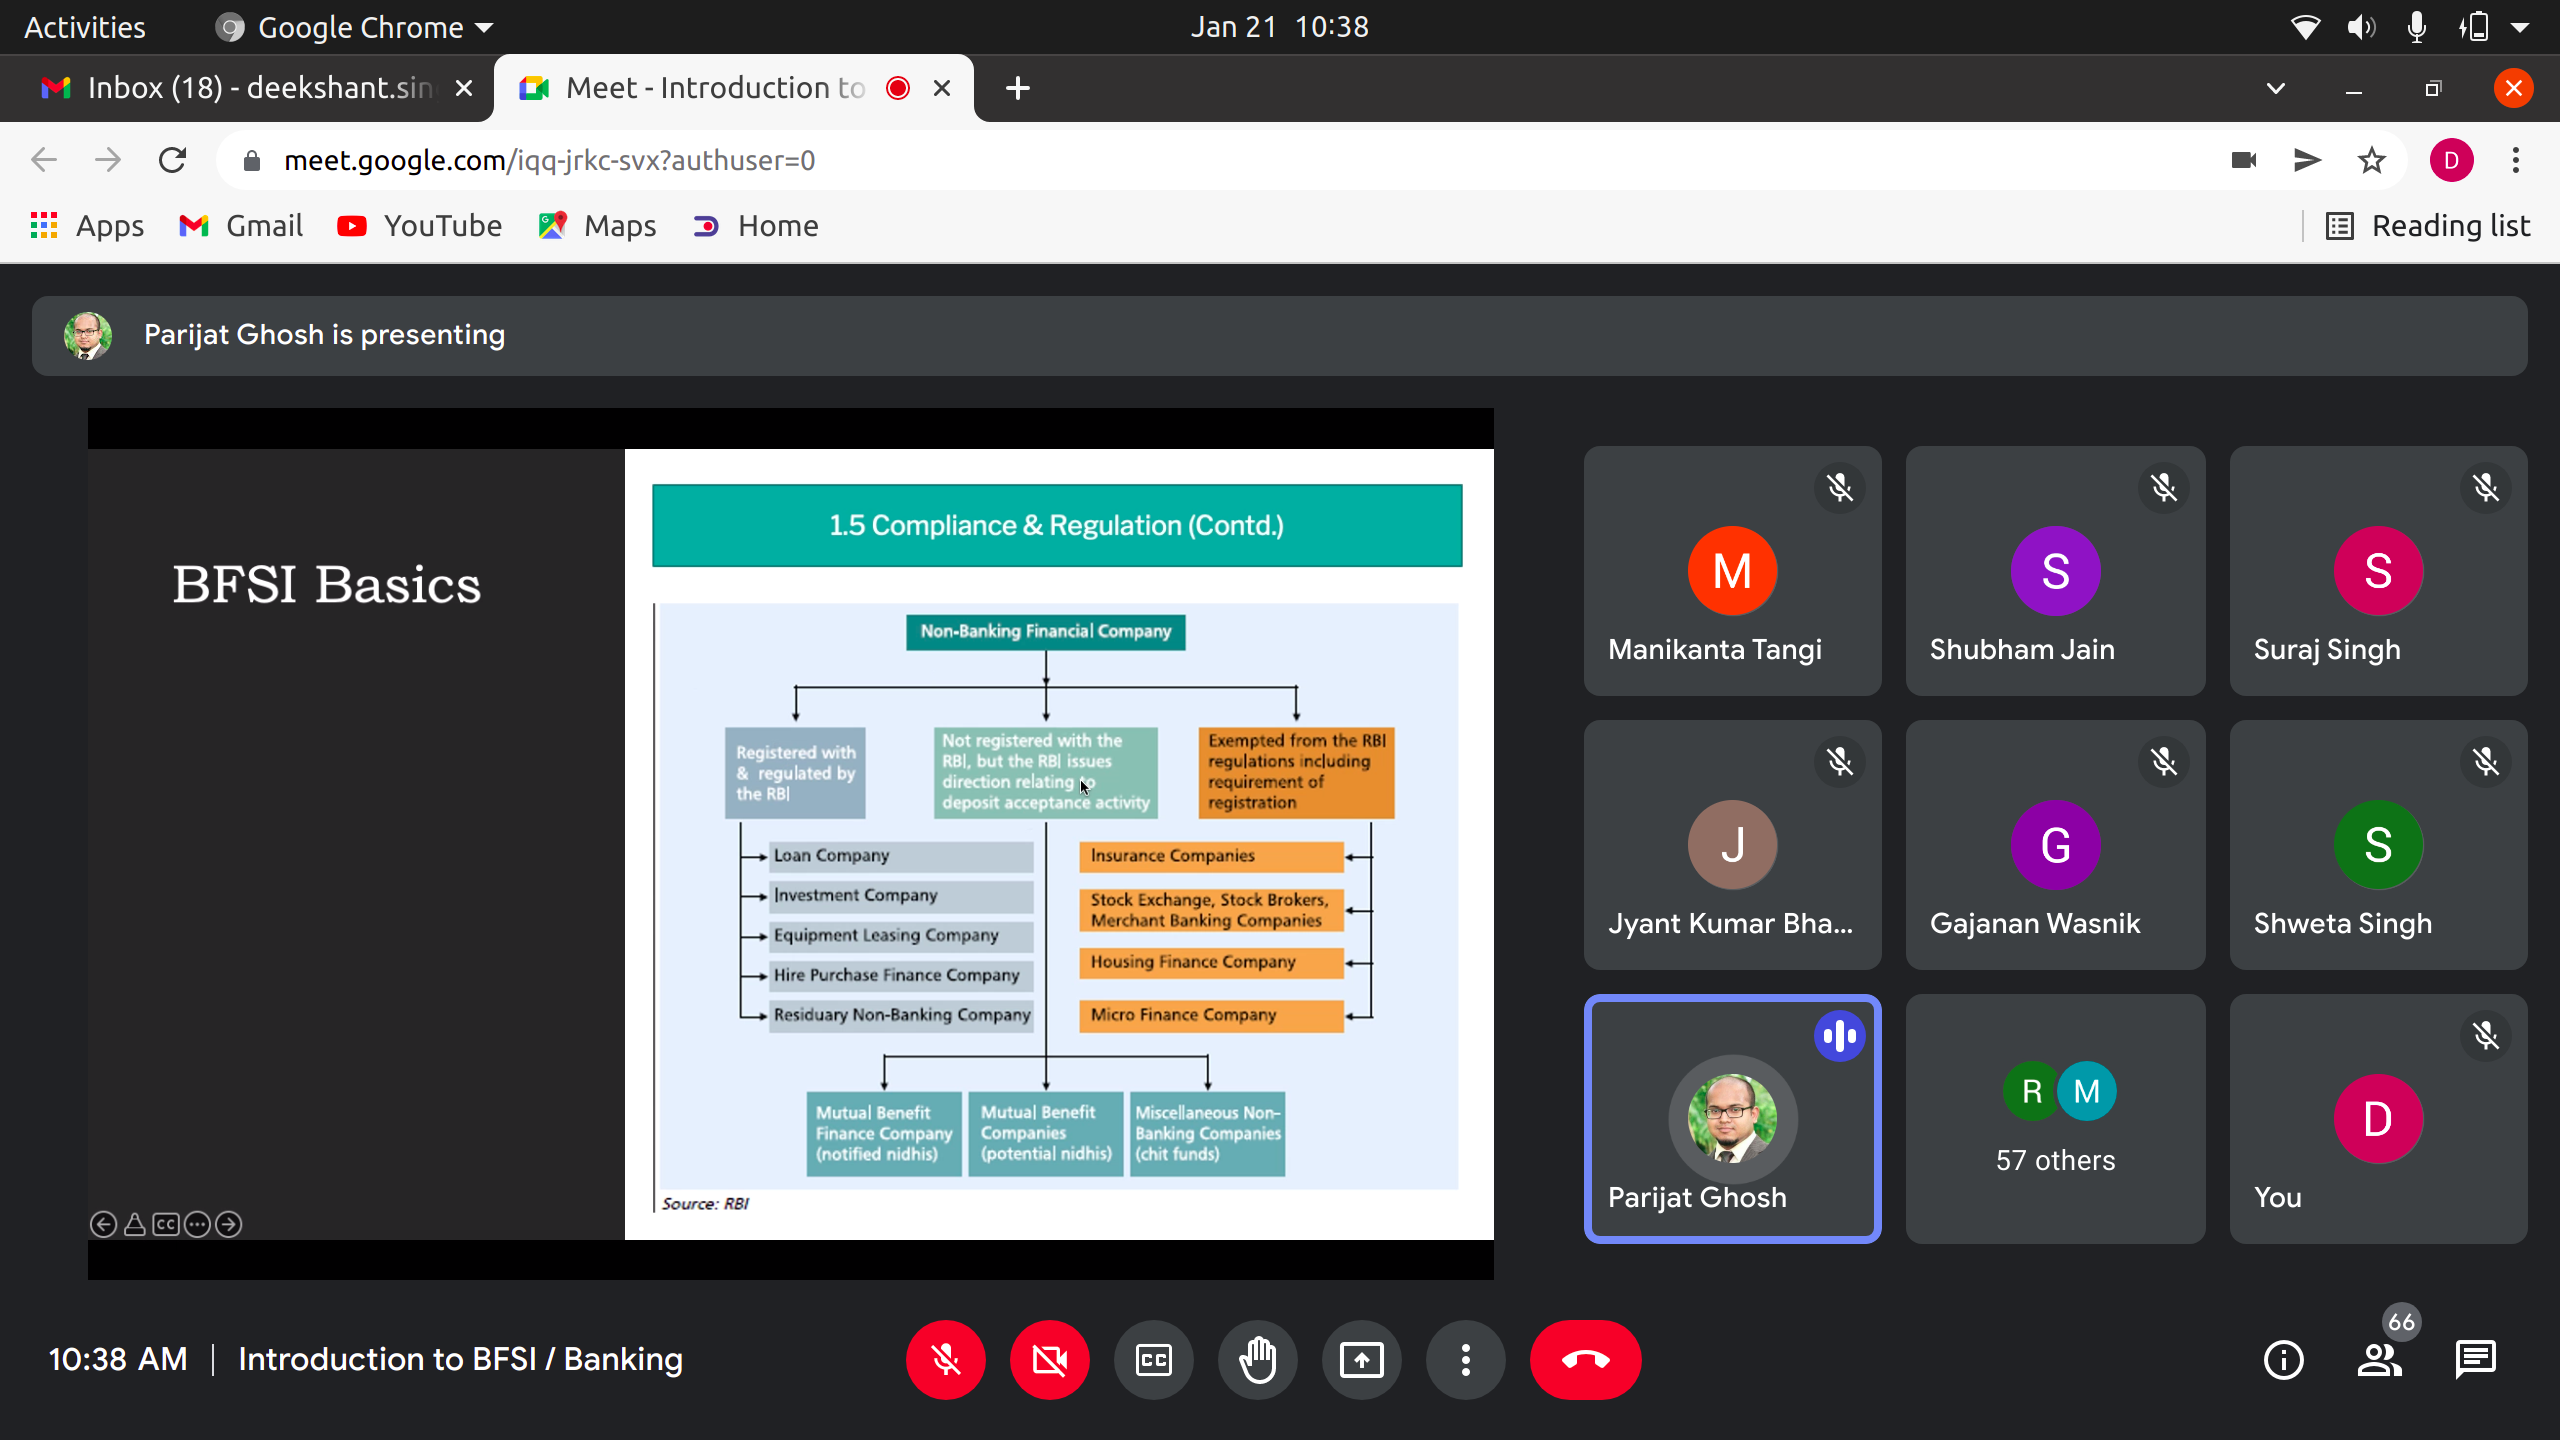 Activities
Google Chrome
Jan 21 10:38
Inbox (18) - deekshant.sin
Meet - Introduction to
meet.google.com/iqq-jrkc-svx?authuser=0
D
Apps
Gmail
YouTube
Maps
Home
Reading list
Parijat Ghosh is presenting
BFSI Basics
1.5 Compliance & Regulation (Contd.)
Non-Banking Financial Company
Registered with
& regulated by
the RBI
Not registered with the
RBI, but the RBI issues
direction relating to
deposit acceptance activity
Exempted from the RBI
regulations including
requirement of
registration
Loan Company
Investment Company
Equipment Leasing Company
Hire Purchase Finance Company
Residuary Non-Banking Company
Insurance Companies
Stock Exchange, Stock Brokers,
Merchant Banking Companies
Housing Finance Company
Micro Finance Company
Mutual Benefit
Finance Company
(notified nidhis)
Mutual Benefit
Companies
(potential nidhis)
Miscellaneous Non-
Banking Companies
(chit funds)
Source: RBI
CC
M
Manikanta Tangi
S
Shubham Jain
S
Suraj Singh
J
Jyant Kumar Bha...
G
Gajanan Wasnik
S
Shweta Singh
Parijat Ghosh
R
M
57 others
D
You
10:38 AM
Introduction to BFSI / Banking
CC
66